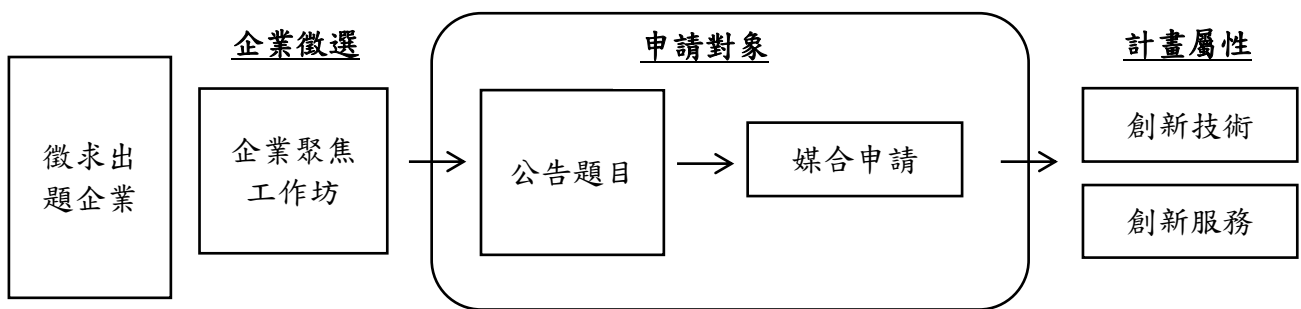 徵求出
題企業
企業徵選
企業聚焦
工作坊
申請對象
公告題目
媒合申請
計畫屬性
創新技術
創新服務